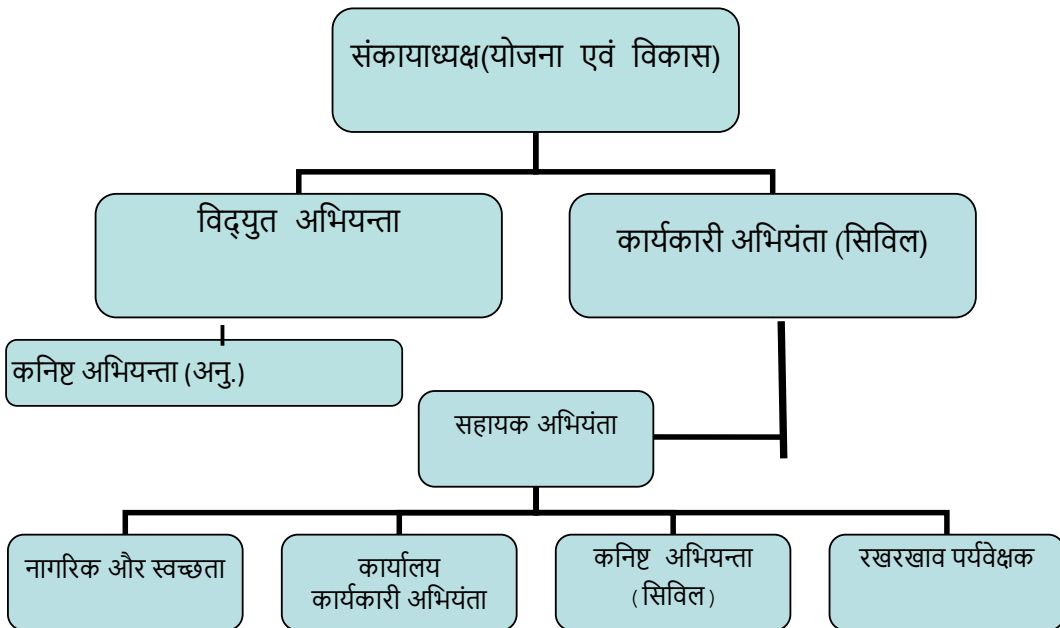 संकायाध्यक्ष(योजना एवं विकास)
विद्‌युत अभियन्ता
कार्यकारी अभियंता (सिविल)
कनिष्ट अभियन्ता (अनु.)
सहायक अभियंता
नागरिक और स्वच्छता
कार्यालय
कार्यकारी अभियंता
कनिष्ट अभियन्ता
(सिविल)
रखरखाव पर्यवेक्षक